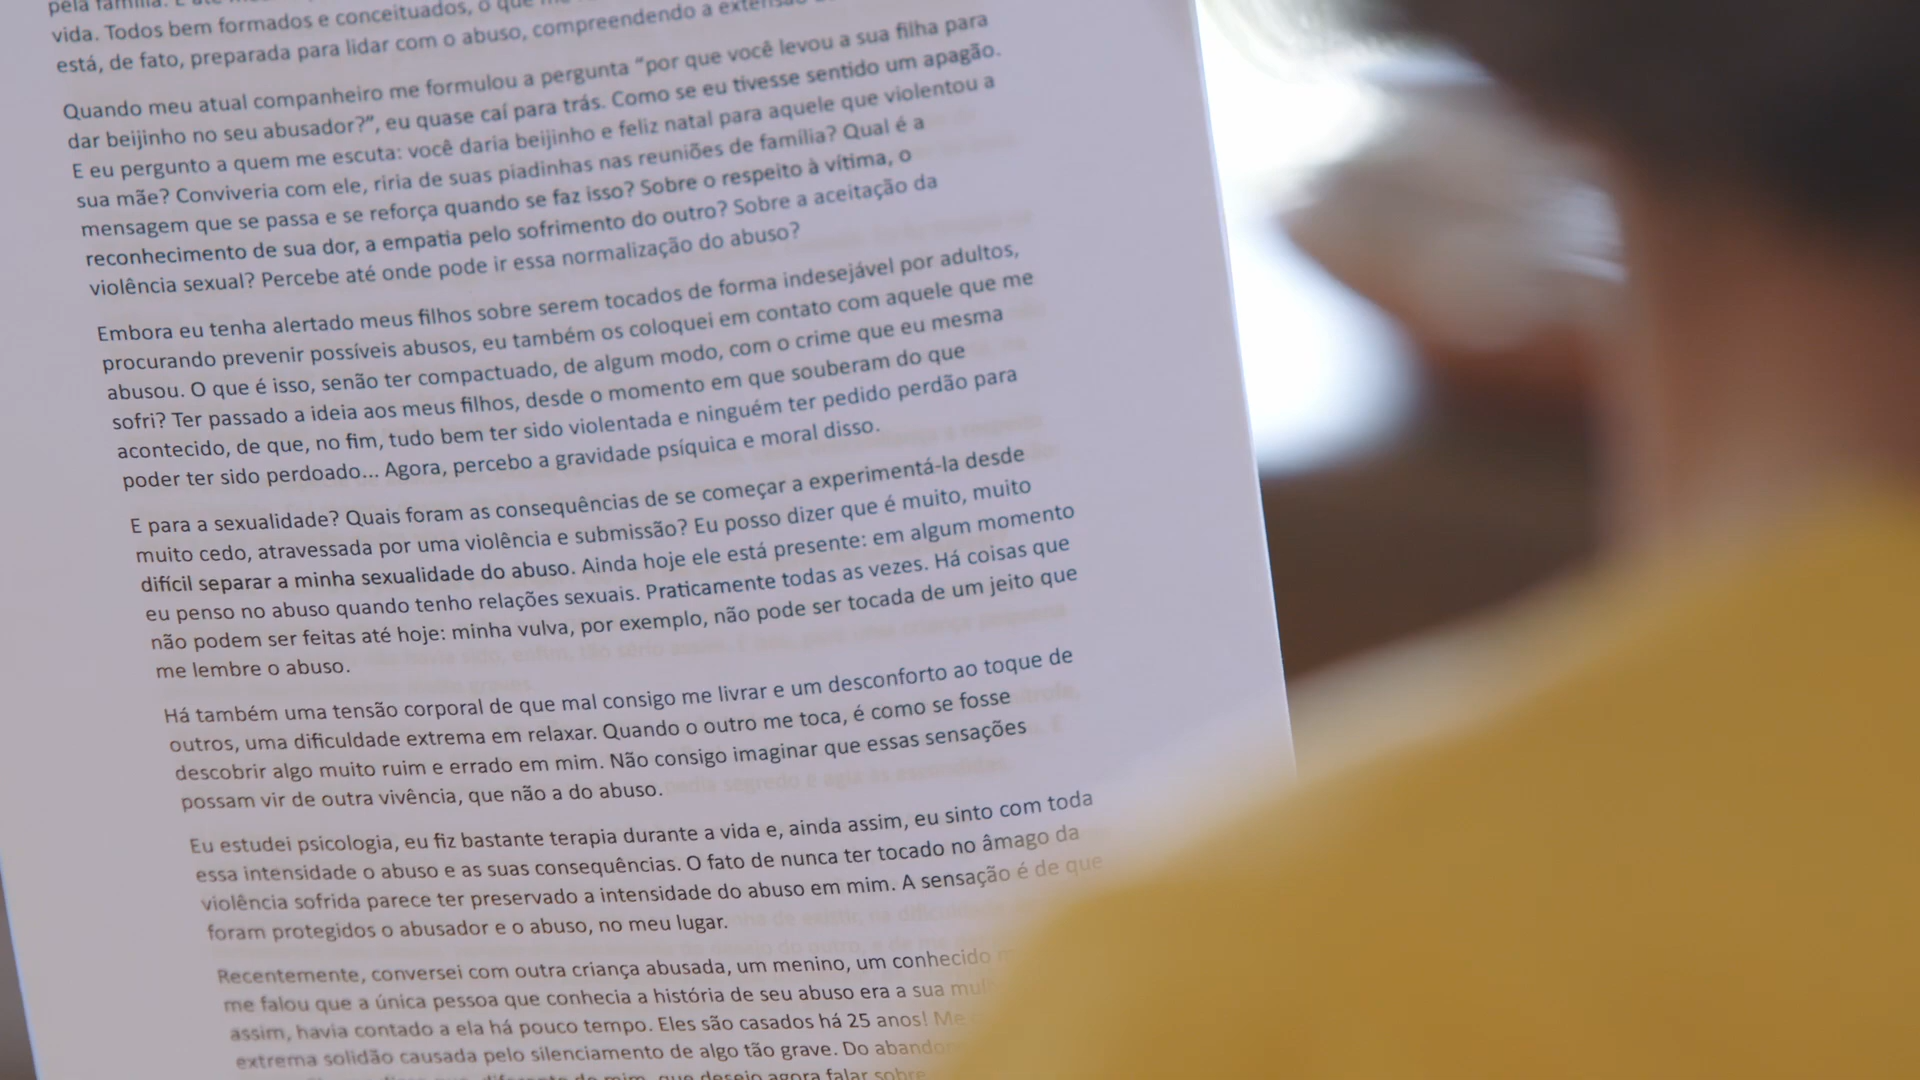 pela família. E até
vida. Todos bem formados e conceituados, o que me
está, de fato, preparada para lidar com o abuso, compreendendo a extensão
Quando meu atual companheiro me formulou a pergunta “por que você levou a sua filha para
dar beijinho no seu abusador?”, eu quase caí para trás. Como se eu tivesse sentido um apagão.
E eu pergunto a quem me escuta: você daria beijinho e feliz natal para aquele que violentou a
sua mãe? Conviveria com ele, riria de suas piadinhas nas reuniões de família? Qual é a
mensagem que se passa e se reforça quando se faz isso? Sobre o respeito à vítima, o
reconhecimento de sua dor, a empatia pelo sofrimento do outro? Sobre a aceitação da
violência sexual? Percebe até onde pode ir essa normalização do abuso?
Embora eu tenha alertado meus filhos sobre serem tocados de forma indesejável por adultos,
procurando prevenir possíveis abusos, eu também os coloquei em contato com aquele que me
abusou. O que é isso, senão ter compactuado, de algum modo, com o crime que eu mesma
sofri? Ter passado a ideia aos meus filhos, desde o momento em que souberam do que
acontecido, de que, no fim, tudo bem ter sido violentada e ninguém ter pedido perdão para
poder ter sido perdoado... Agora, percebo a gravidade psíquica e moral disso.
E para a sexualidade? Quais foram as consequências de se começar a experimentá-la desde
muito cedo, atravessada por uma violência e submissão? Eu posso dizer que é muito, muito
difícil separar a minha sexualidade do abuso. Ainda hoje ele está presente: em algum momento
eu penso no abuso quando tenho relações sexuais. Praticamente todas as vezes. Há coisas que
não podem ser feitas até hoje: minha vulva, por exemplo, não pode ser tocada de um jeito que
me lembre o abuso.
Há também uma tensão corporal de que mal consigo me livrar e um desconforto ao toque de
outros, uma dificuldade extrema em relaxar. Quando o outro me toca, é como se fosse
descobrir algo muito ruim e errado em mim. Não consigo imaginar que essas sensações
possam vir de outra vivência, que não a do abuso.
Eu estudei psicologia, eu fiz bastante terapia durante a vida e, ainda assim, eu sinto com toda
essa intensidade o abuso e as suas consequências. O fato de nunca ter tocado no âmago da
violência sofrida parece ter preservado a intensidade do abuso em mim. A sensação é de que
foram protegidos o abusador e o abuso, no meu lugar.
Recentemente, conversei com outra criança abusada, um menino, um conhecido
me falou que a única pessoa que conhecia a história de seu abuso era a sua
assim, havia contado a ela há pouco tempo. Eles são casados há 25 anos! Me
extrema solidão causada pelo silenciamento de algo tão grave. Do
que desejo agora falar sobre